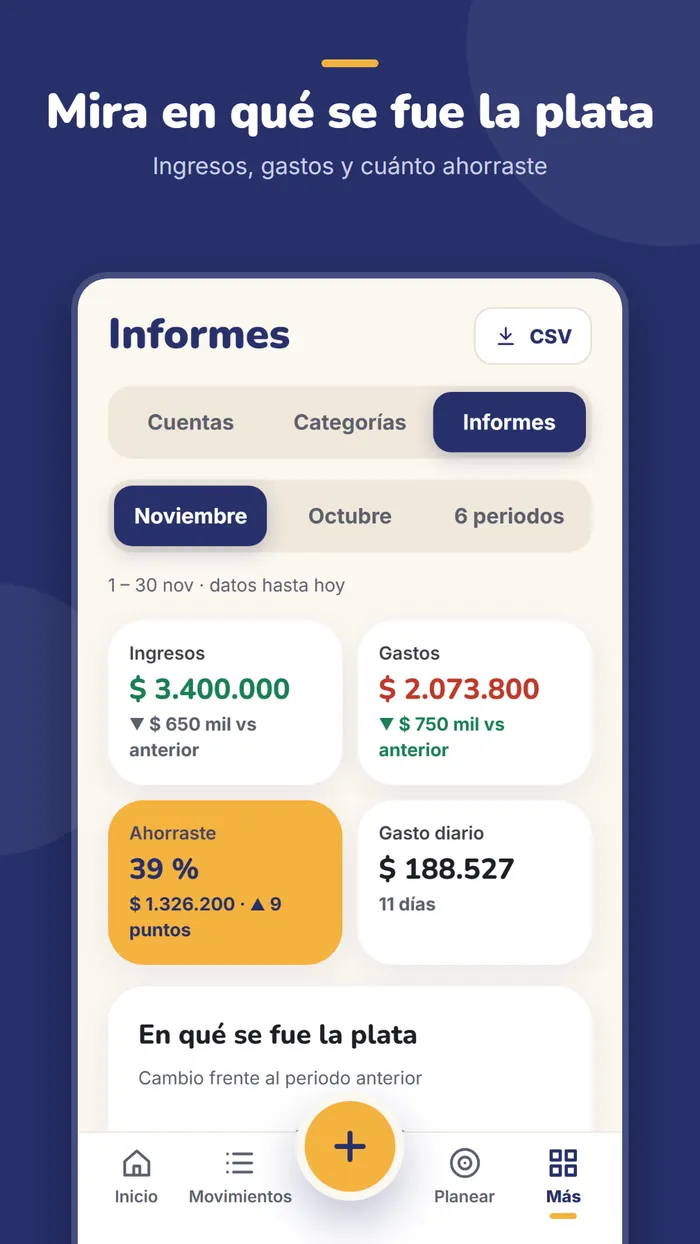 Mira en qué se fue la plata
Ingresos, gastos y cuánto ahorraste
Informes
CSV
Cuentas
Categorías
Informes
Noviembre
Octubre
6 periodos
1 – 30 nov · datos hasta hoy
Ingresos
$ 3.400.000
▼ $ 650 mil vs
anterior
Gastos
$ 2.073.800
▼ $ 750 mil vs
anterior
Ahorraste
39 %
$ 1.326.200 · ▲ 9
puntos
Gasto diario
$ 188.527
11 días
En qué se fue la plata
Cambio frente al periodo anterior
Inicio
Movimientos
+
Planear
Más